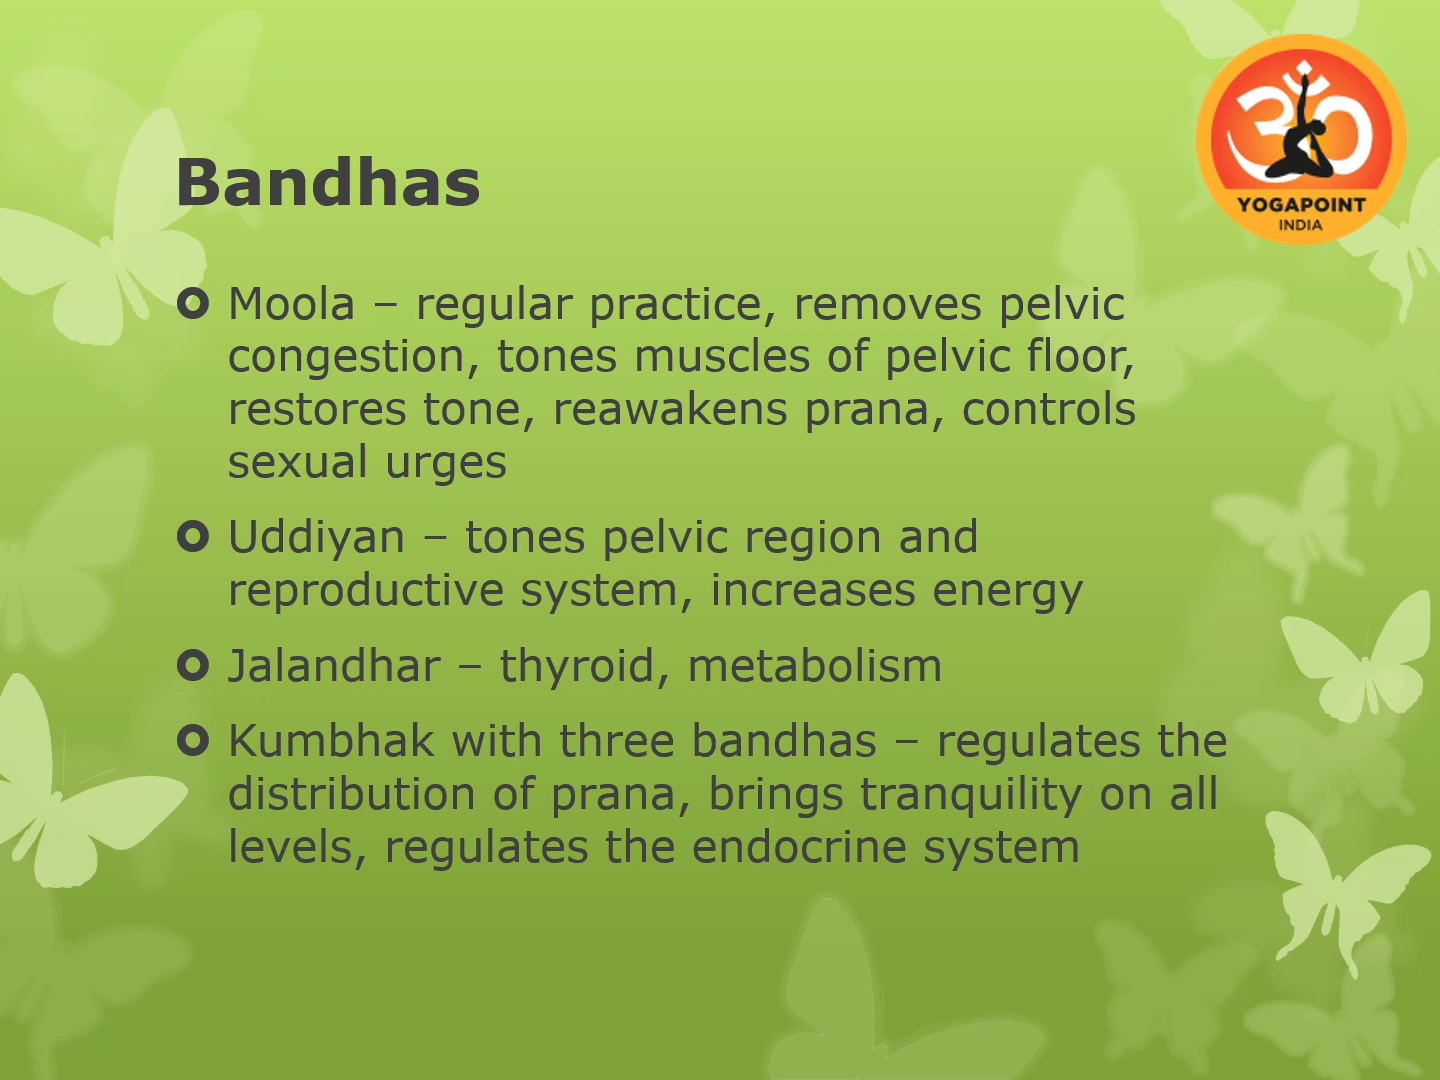 YOGAPOINT
INDIA
Bandhas
Moola – regular practice, removes pelvic
congestion, tones muscles of pelvic floor,
restores tone, reawakens prana, controls
sexual urges
Uddiyan – tones pelvic region and
reproductive system, increases energy
Jalandhar – thyroid, metabolism
Kumbhak with three bandhas – regulates the
distribution of prana, brings tranquility on all
levels, regulates the endocrine system